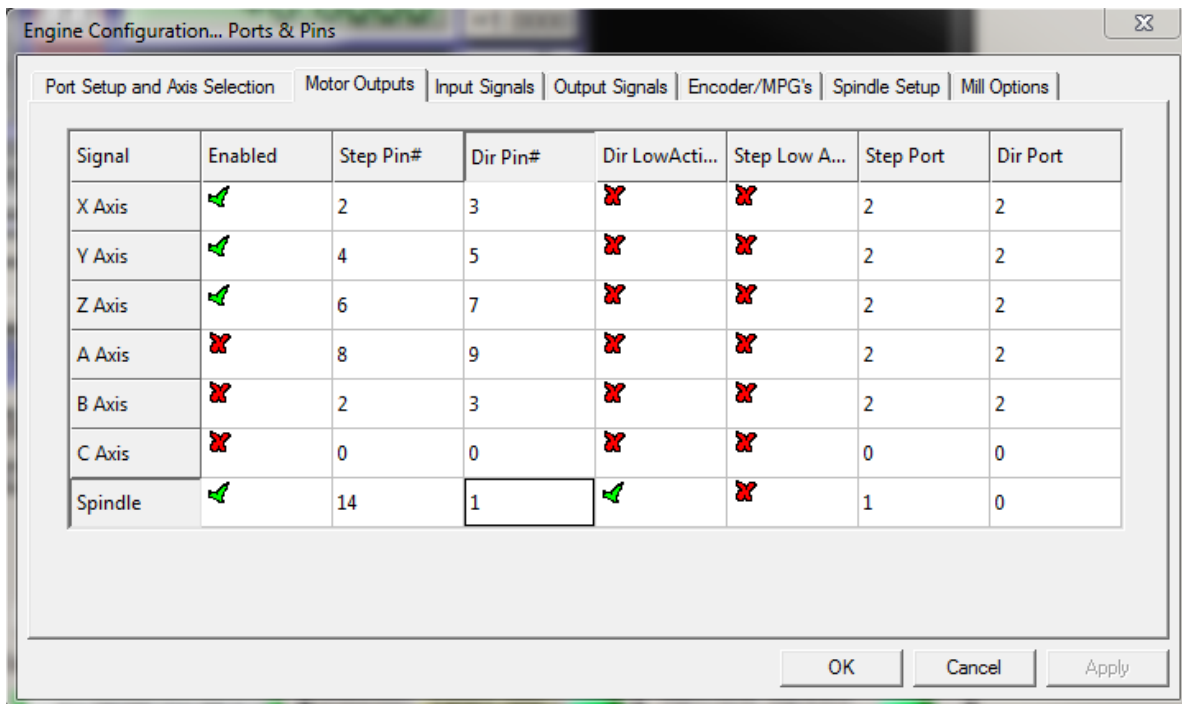 Engine Configuration... Ports & Pins
Port Setup and Axis Selection Motor Outputs Input Signals Output Signals Encoder/MPG's Spindle Setup Mill Options
Signal Enabled Step Pin# Dir Pin# Dir LowActi... Step Low A... Step Port Dir Port
X Axis 2 3 2 2
Y Axis 4 5 2 2
Z Axis 6 7 2 2
A Axis 8 9 2 2
B Axis 2 3 2 2
C Axis 0 0 0 0
Spindle 14 1 1 0
OK Cancel Apply